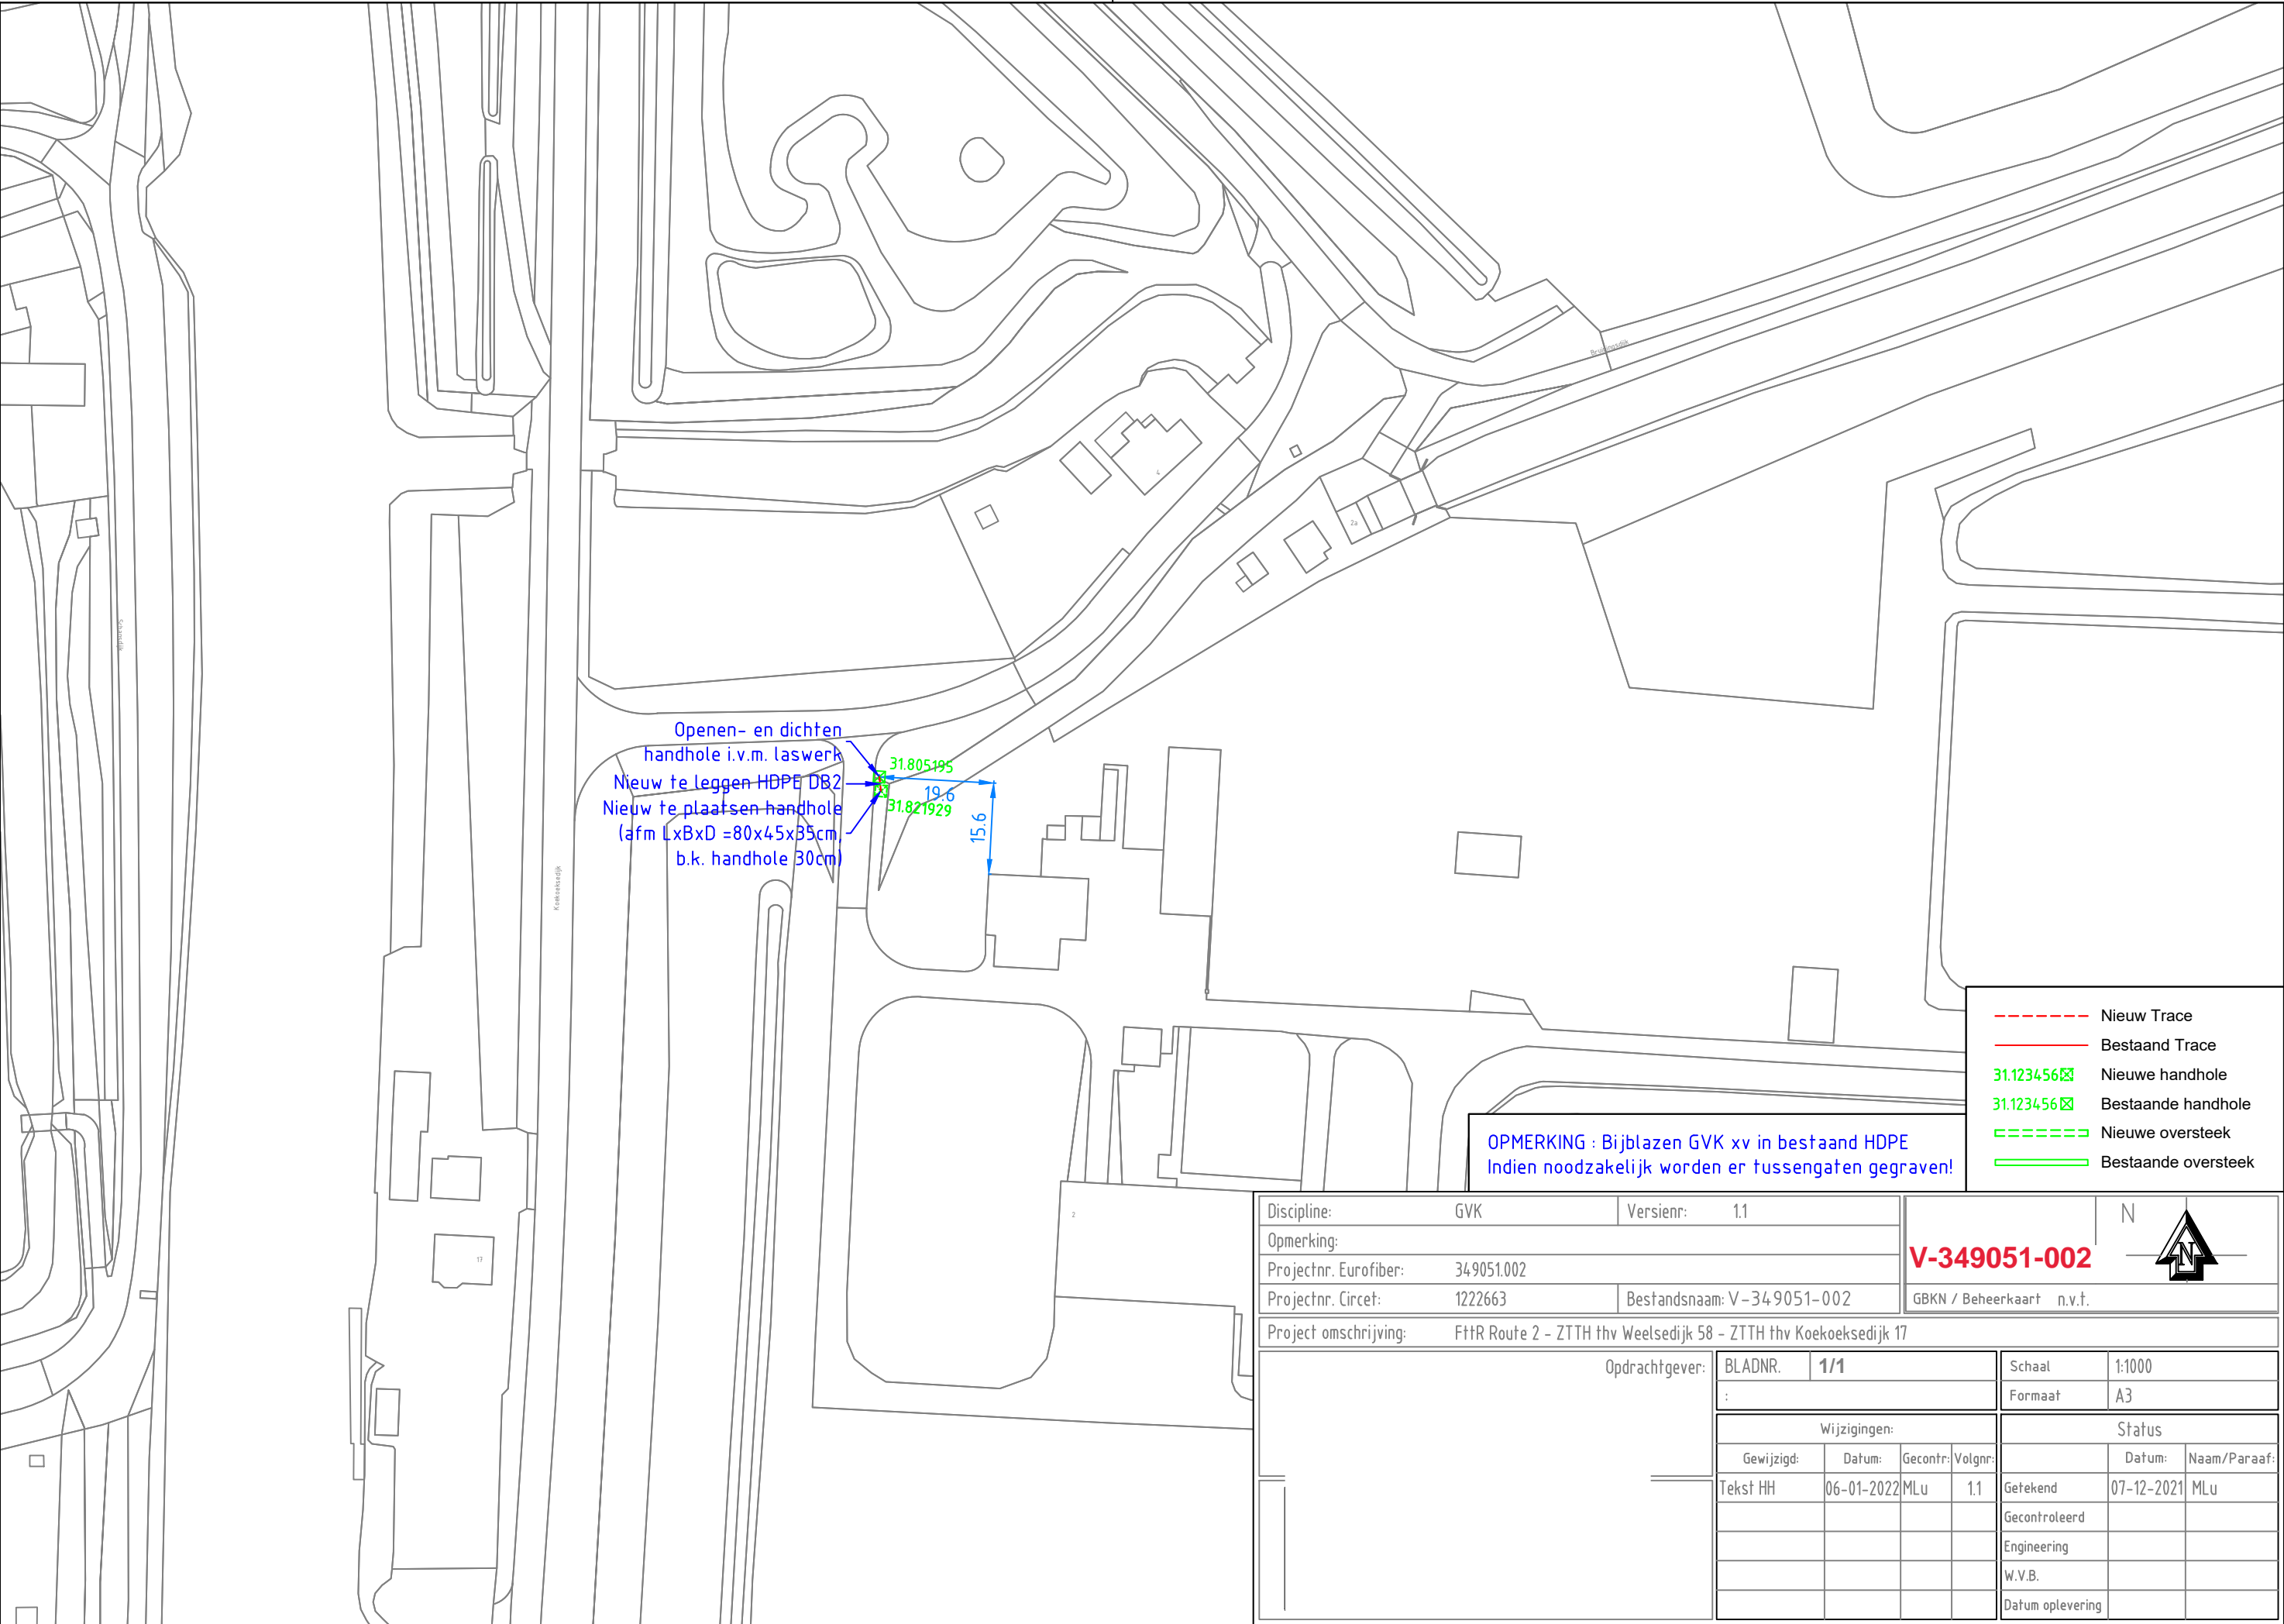 Bruiningsdijk
4
2a
Koekoeksedijk
Openen- en dichten
handhole i.v.m. laswerk
Nieuw te leggen HDPE DB2
Nieuw te plaatsen handhole
(afm LxBxD =80x45x35cm,
b.k. handhole 30cm)
31.805195
19.6
31.821929
15.6
17
2
Nieuw Trace
Bestaand Trace
31.123456 Nieuwe handhole
31.123456 Bestaande handhole
Nieuwe oversteek
Bestaande oversteek
OPMERKING : Bijblazen GVK xv in bestaand HDPE
Indien noodzakelijk worden er tussengaten gegraven!
Discipline: GVK Versienr: 1.1
Opmerking:
Projectnr. Eurofiber: 349051.002
Projectnr. Circet: 1222663 Bestandsnaam: V-349051-002
V-349051-002
N
N
GBKN / Beheerkaart n.v.t.
Project omschrijving: FttR Route 2 - ZTTH thv Weelsedijk 58 - ZTTH thv Koekoeksedijk 17
Opdrachtgever:
BLADNR. 1/1
:
Schaal 1:1000
Formaat A3
Wijzigingen:
Gewijzigd: Datum: Gecontr: Volgnr:
Tekst HH 06-01-2022 MLu 1.1
Status
Datum: Naam/Paraaf:
Getekend 07-12-2021 MLu
Gecontroleerd
Engineering
W.V.B.
Datum oplevering